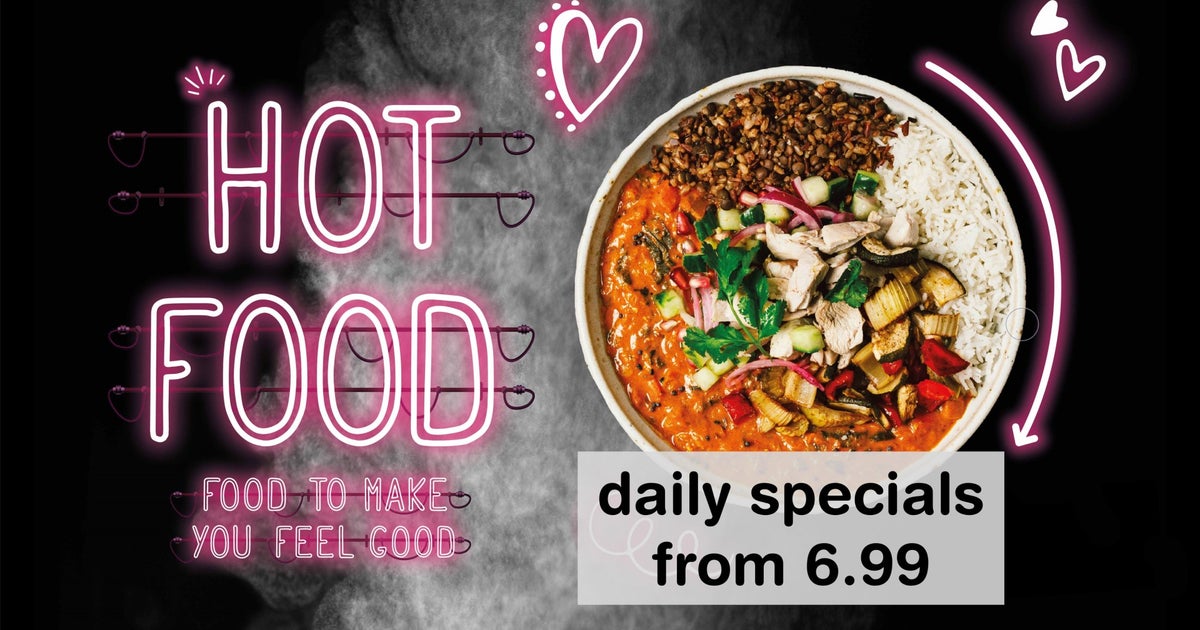 HOT
FOOD
FOOD TO MAKE
YOU FEEL GOOD
daily specials
from 6.99